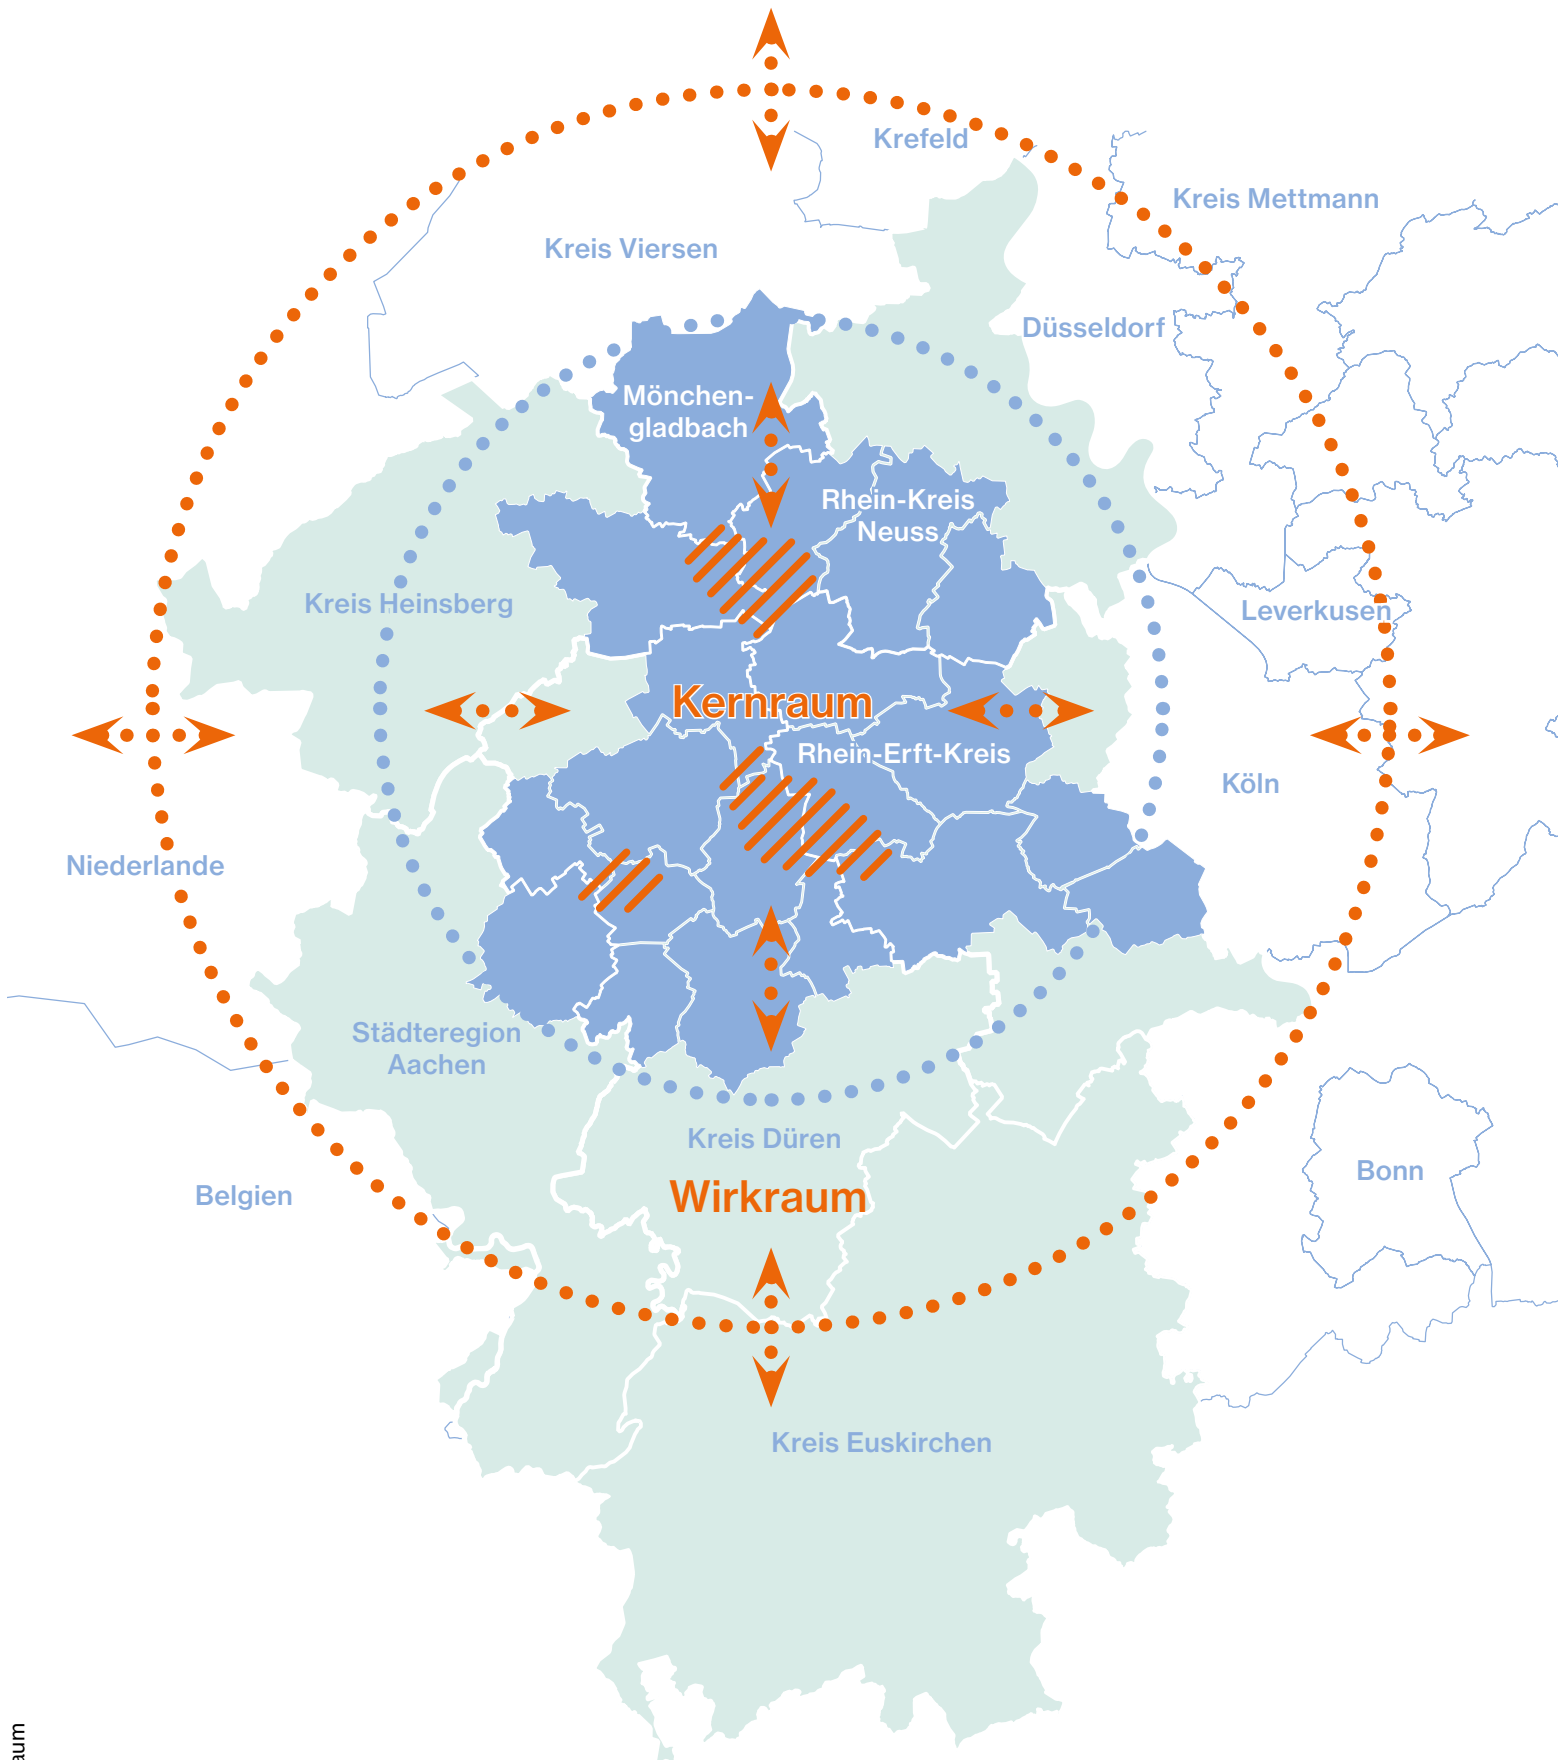 Krefeld
Kreis Mettmann
Kreis Viersen
Düsseldorf
Mönchen-
gladbach
Rhein-Kreis
Neuss
Kreis Heinsberg
Leverkusen
Kernraum
Rhein-Erft-Kreis
Köln
Niederlande
Städteregion
Aachen
Kreis Düren
Bonn
Belgien
Wirkraum
Kreis Euskirchen
aum